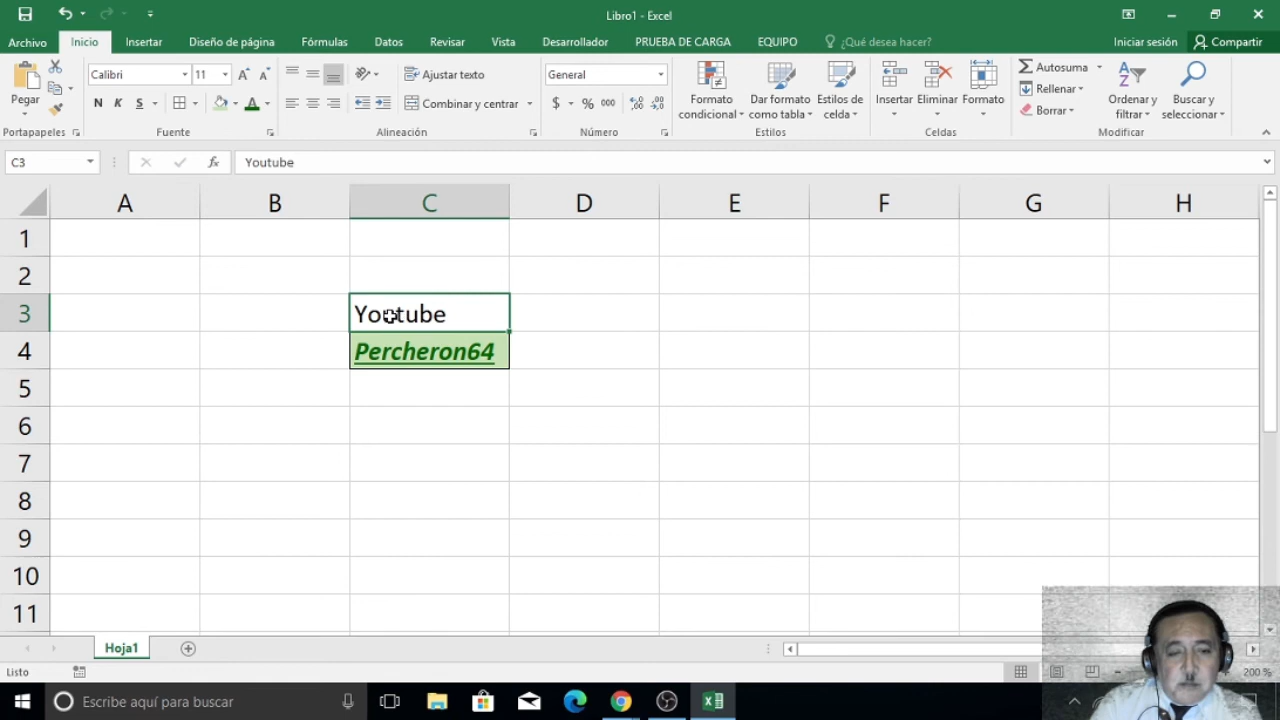 Libro1 - Excel
Archivo Inicio Insertar Diseño de página Fórmulas Datos Revisar Vista Desarrollador PRUEBA DE CARGA EQUIPO ¿Qué desea hacer? Iniciar sesión Compartir
Pegar
Calibri 11
N K S
Ajustar texto
Combinar y centrar
General
$ % 000
Formato condicional
Dar formato como tabla
Estilos de celda
Insertar Eliminar Formato
Autosuma
Rellenar
Borrar
Ordenar y filtrar
Buscar y seleccionar
Portapapeles Fuente Alineación Número Estilos Celdas Modificar
C3 fx Youtube
A B C D E F G H
1
2
3 Youtube
4 Percheron64
5
6
7
8
9
10
11
Hoja1
Listo 200 %
Escribe aquí para buscar